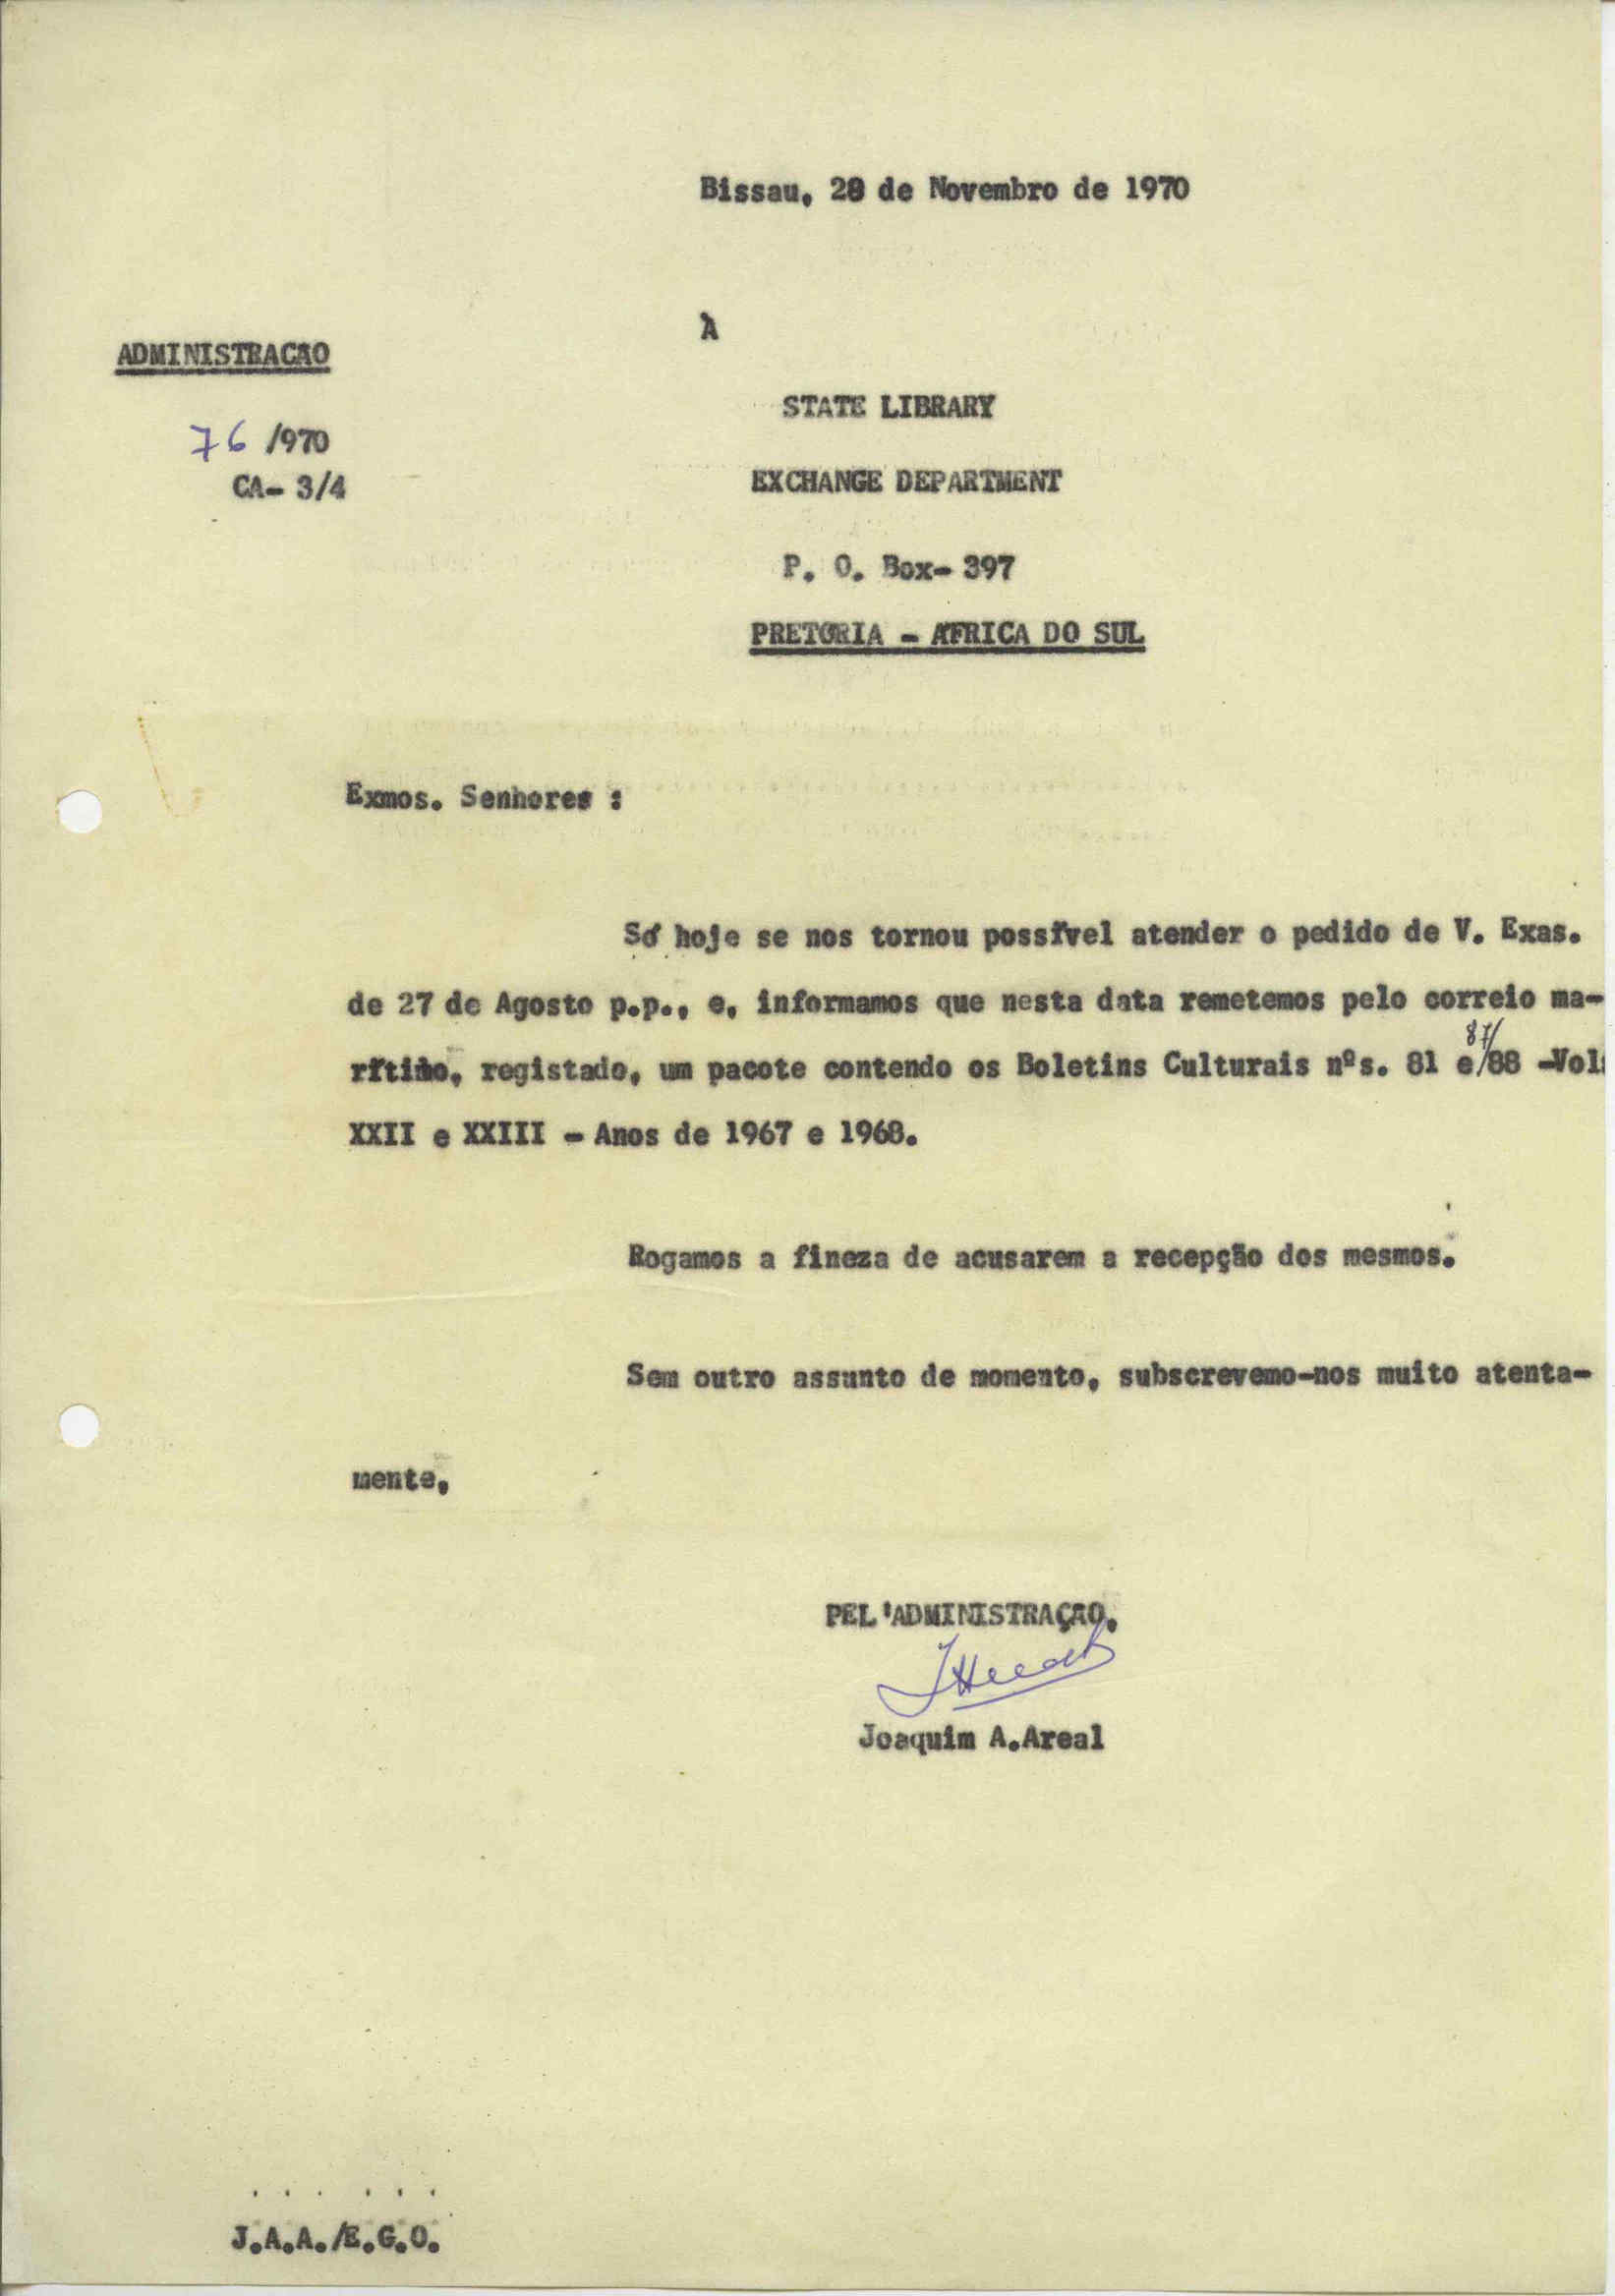 Bissau, 28 de Novembro de 1970
À
ADMINISTRACAO
STATE LIBRARY
76 /970
EXCHANGE DEPARTMENT
CA- 3/4
P. O. Box- 397
PRETORIA - AFRICA DO SUL
Exmos. Senhores :
Só hoje se nos tornou possível atender o pedido de V. Exas.
de 27 de Agosto p.p., e, informamos que nesta data remetemos pelo correio ma-
rítimo, registado, um pacote contendo os Boletins Culturais nºs. 81 e 87/88 -Vol
XXII e XXIII - Anos de 1967 e 1968.
Rogamos a fineza de acusarem a recepção dos mesmos.
Sem outro assunto de momento, subscrevemo-nos muito atenta-
mente,
PEL'ADMINISTRAÇAO.
Joaquim A.Areal
J.A.A./E.G.O.